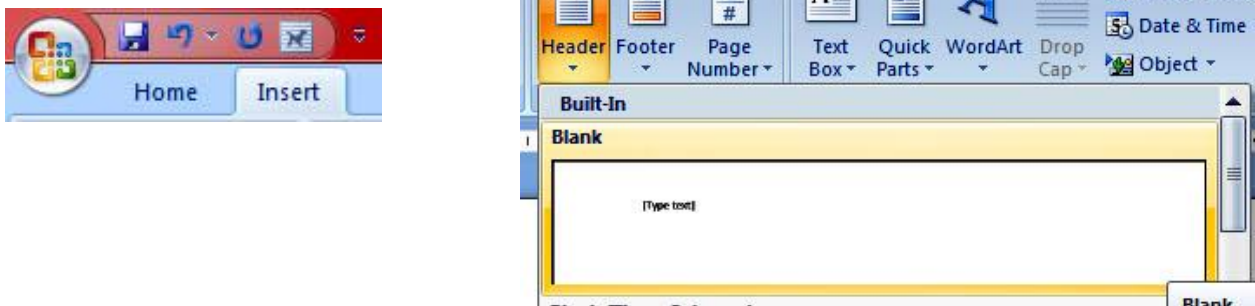 Home Insert
Header Footer Page Number Text Box Quick Parts WordArt Drop Cap Date & Time
Object
Built-In
Blank
[Type text]
Blank